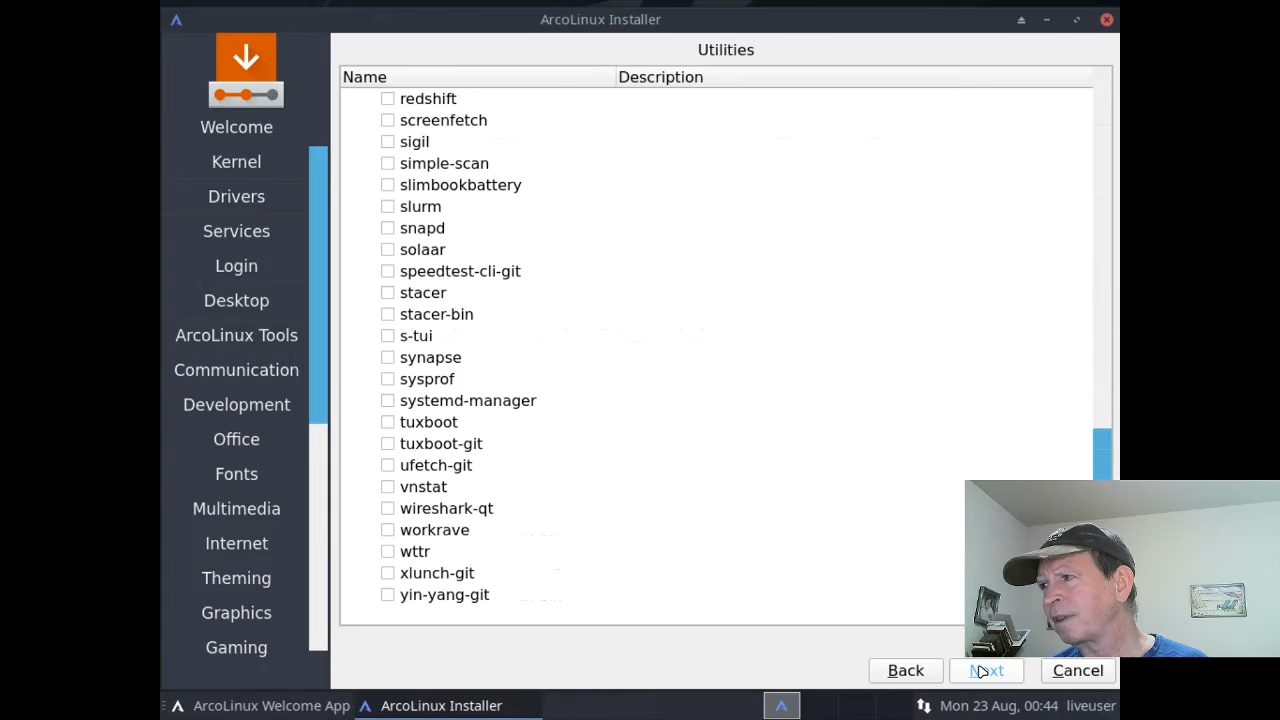 ArcoLinux Installer
Utilities
Name Description
Welcome
Kernel
Drivers
Services
Login
Desktop
ArcoLinux Tools
Communication
Development
Office
Fonts
Multimedia
Internet
Theming
Graphics
Gaming
redshift
screenfetch
sigil
simple-scan
slimbookbattery
slurm
snapd
solaar
speedtest-cli-git
stacer
stacer-bin
s-tui
synapse
sysprof
systemd-manager
tuxboot
tuxboot-git
ufetch-git
vnstat
wireshark-qt
workrave
wttr
xlunch-git
yin-yang-git
Back Next Cancel
ArcoLinux Welcome App ArcoLinux Installer Mon 23 Aug, 00:44 liveuser